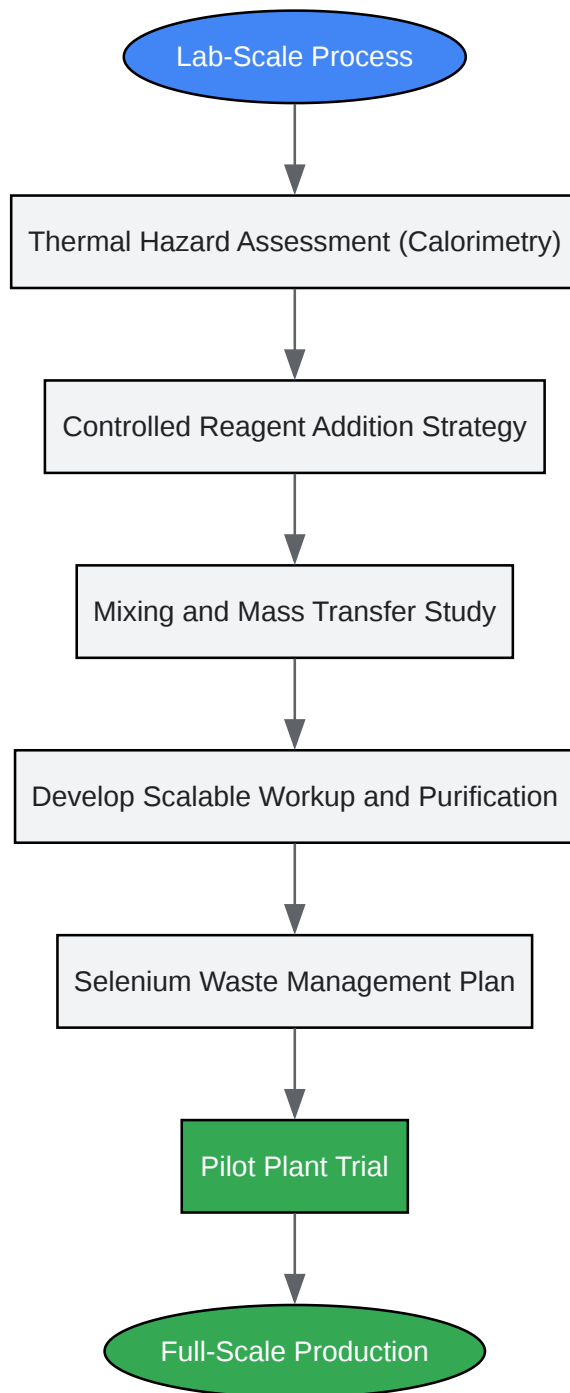 Lab-Scale Process
Thermal Hazard Assessment (Calorimetry)
Controlled Reagent Addition Strategy
Mixing and Mass Transfer Study
Develop Scalable Workup and Purification
Selenium Waste Management Plan
Pilot Plant Trial
Full-Scale Production